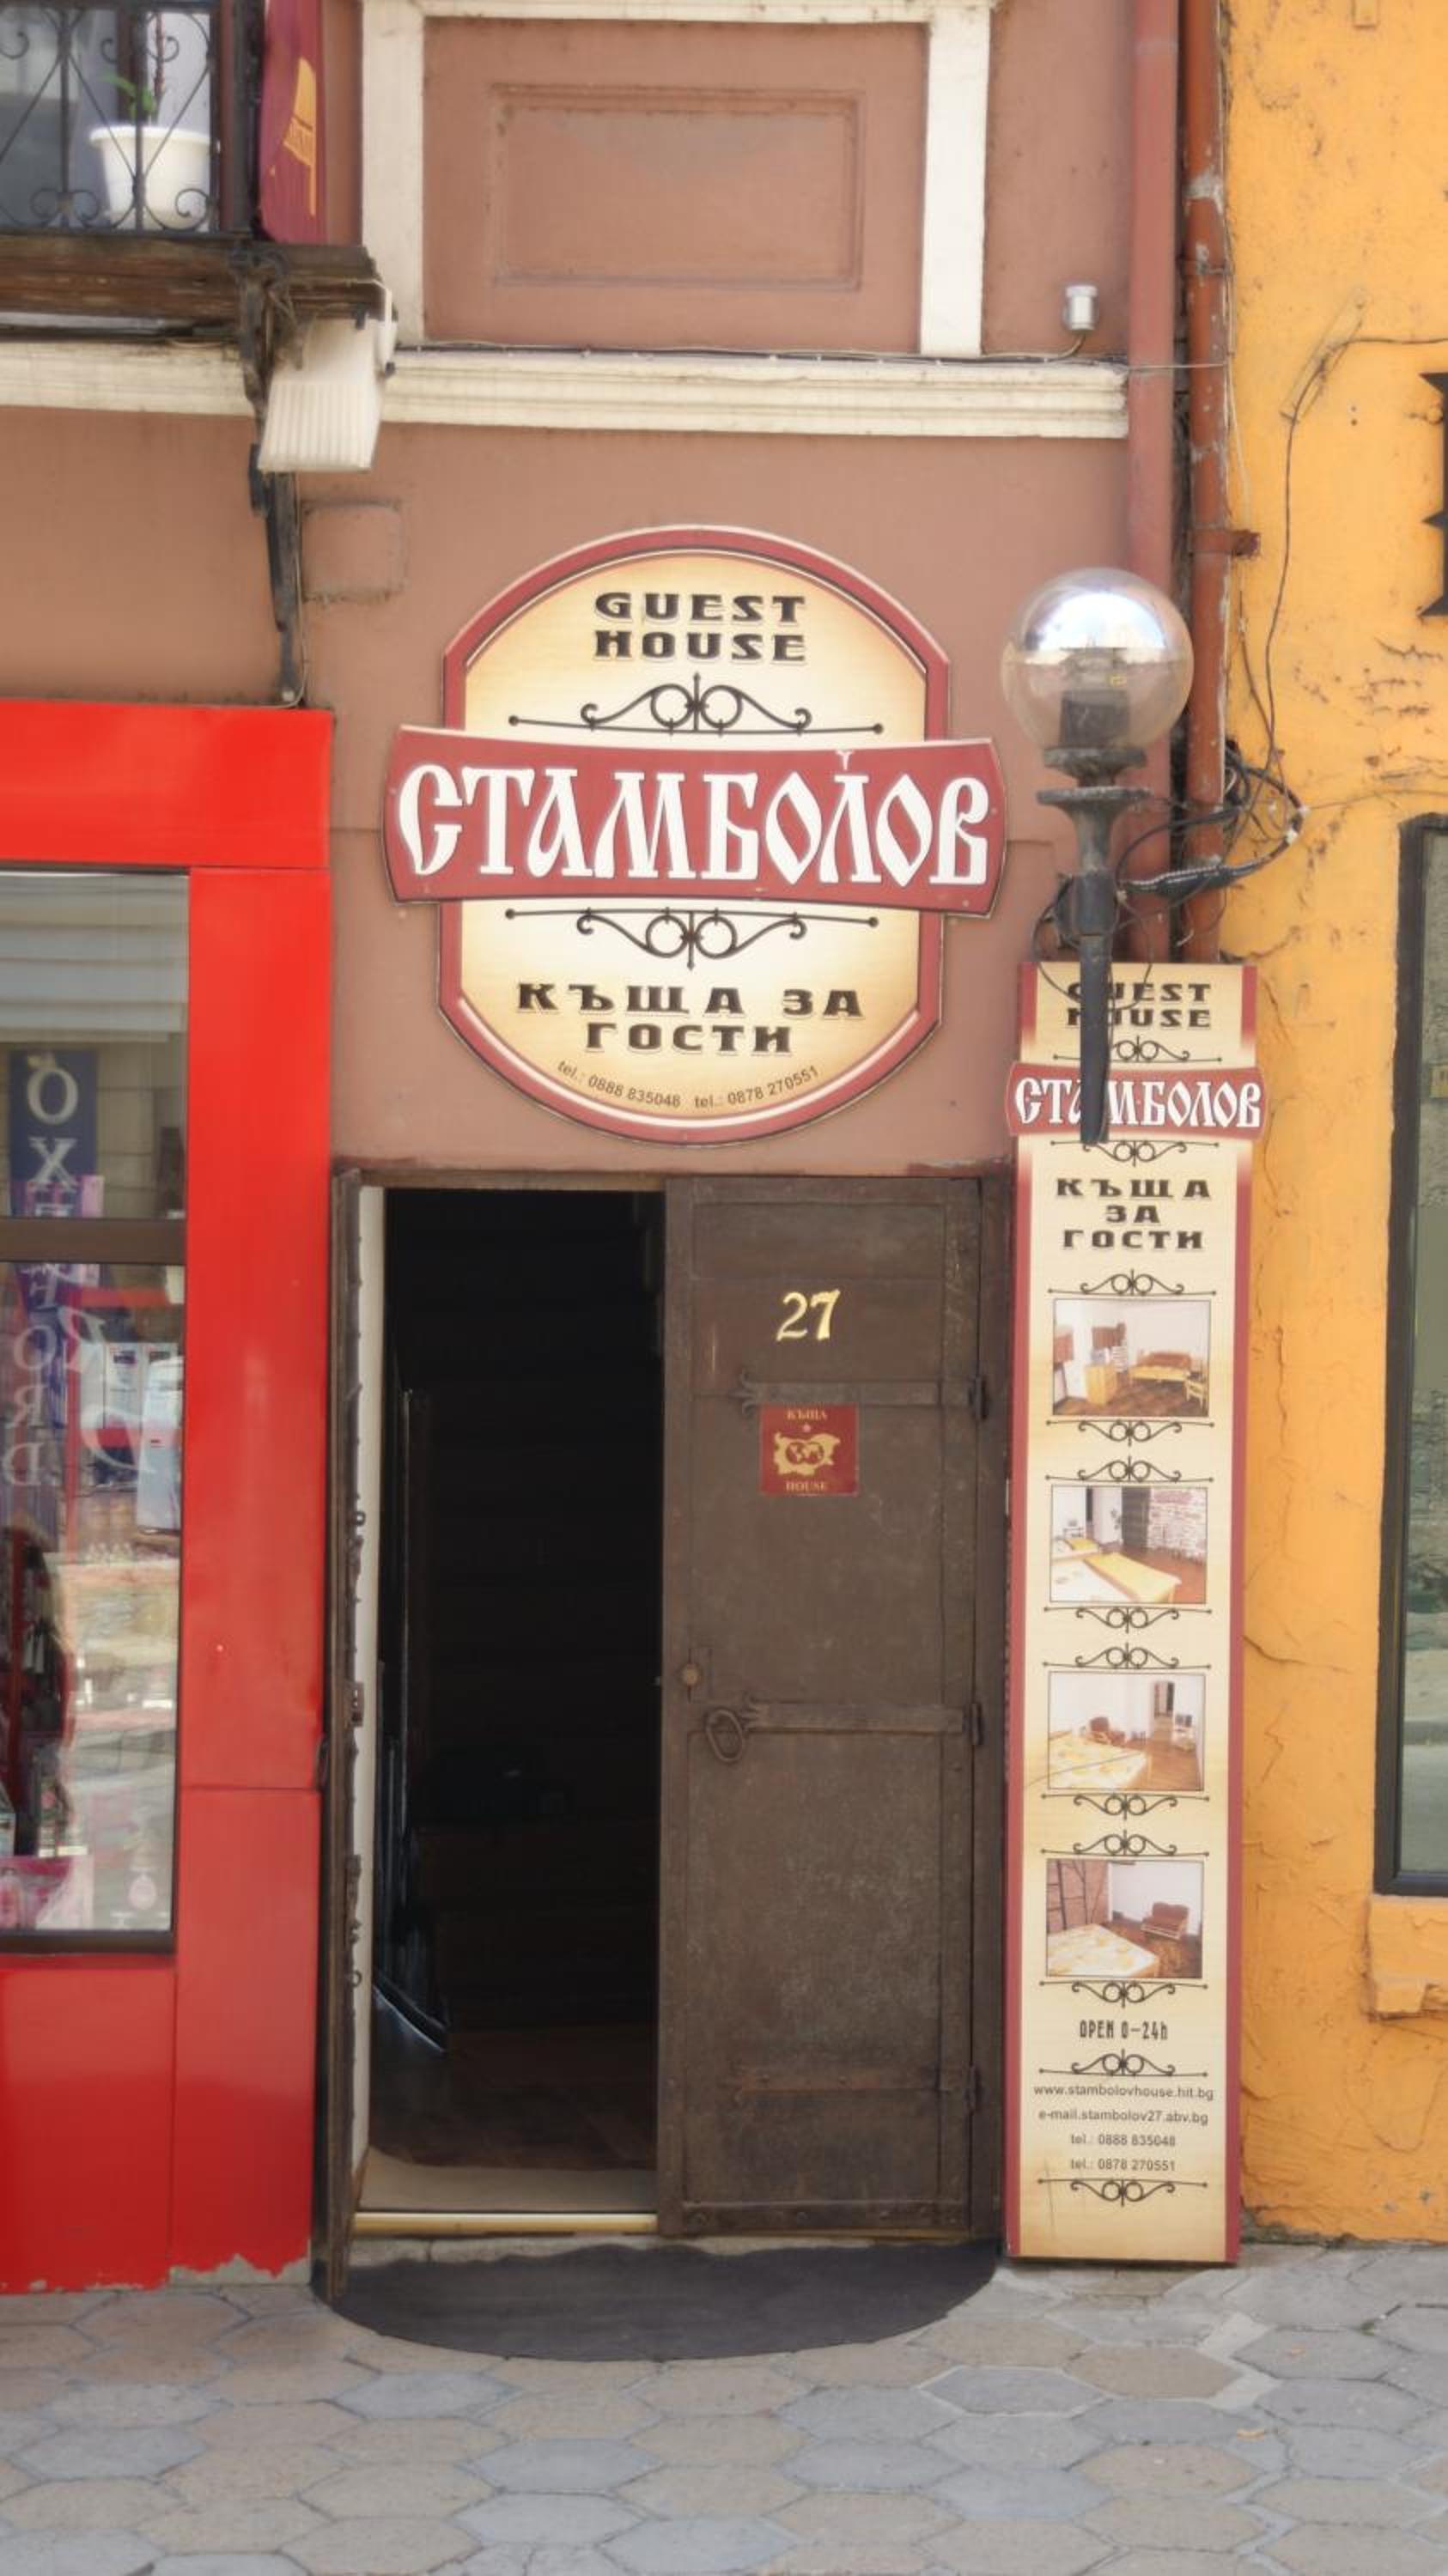 GUEST
HOUSE
СТАМБОЛОВ
КЪЩА ЗА
ГОСТИ
tel.: 0888 835048 tel.: 0878 270551
27
КЪЩА
HOUSE
GUEST
HOUSE
СТАМБОЛОВ
КЪЩА
ЗА
ГОСТИ
OPEN 0-24h
www.stambolovhouse.hit.bg
e-mail.stambolov27.abv.bg
tel.: 0888 835048
tel.: 0878 270551